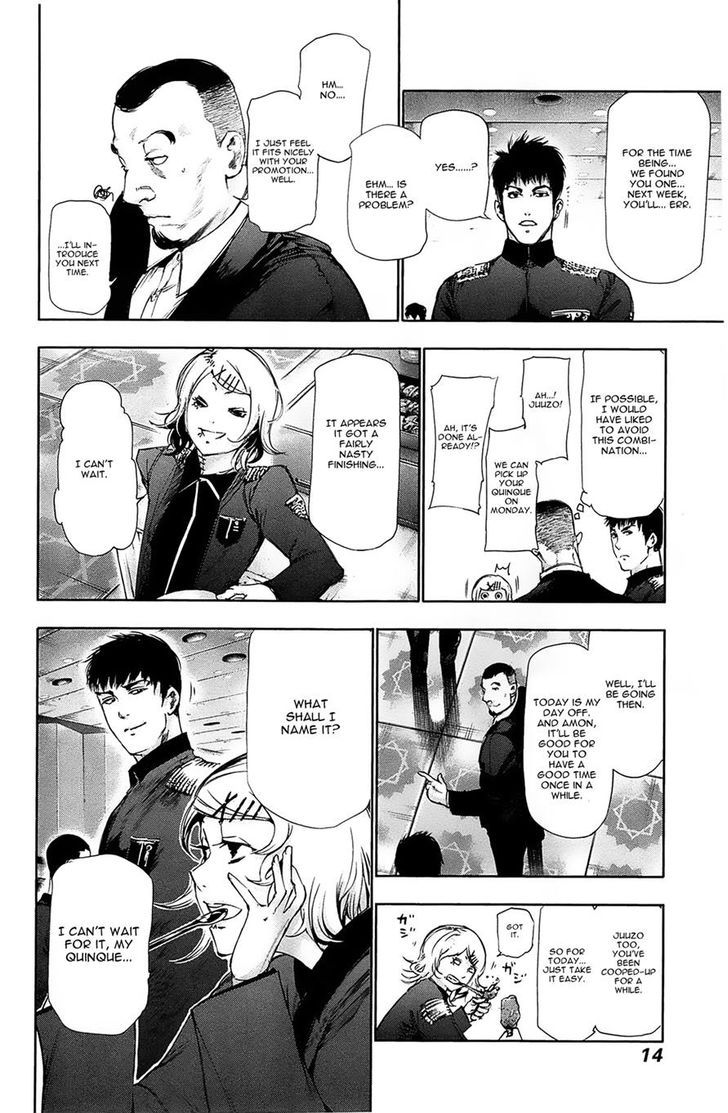 FOR THE TIME
BEING...
WE FOUND
YOU ONE...
NEXT WEEK,
YOU'LL... ERR.
YES......?
EHM... IS
THERE A
PROBLEM?
HM...
NO....
I JUST FEEL
IT FITS NICELY
WITH YOUR
PROMOTION...
WELL.
...I'LL IN-
TRODUCE
YOU NEXT
TIME.
IF POSSIBLE,
I WOULD
HAVE LIKED
TO AVOID
THIS COMBI-
NATION...
AH...!
JUUZO!
WE CAN
PICK UP
YOUR
QUINQUE
ON
MONDAY.
AH, IT'S
DONE AL-
READY!?
IT APPEARS
IT GOT A
FAIRLY
NASTY
FINISHING...
I CAN'T
WAIT.
XIII
WELL, I'LL
BE GOING
THEN.
TODAY IS MY
DAY OFF.
AND AMON,
IT'LL BE
GOOD FOR
YOU TO
HAVE A
GOOD TIME
ONCE IN A
WHILE.
JUUZO
TOO,
YOU'VE
BEEN
COOPED-UP
FOR A
WHILE.
SO FOR
TODAY...
JUST TAKE
IT EASY.
GOT
IT.
ガジ
ガジ
WHAT
SHALL I
NAME IT?
I CAN'T WAIT
FOR IT, MY
QUINQUE...
14